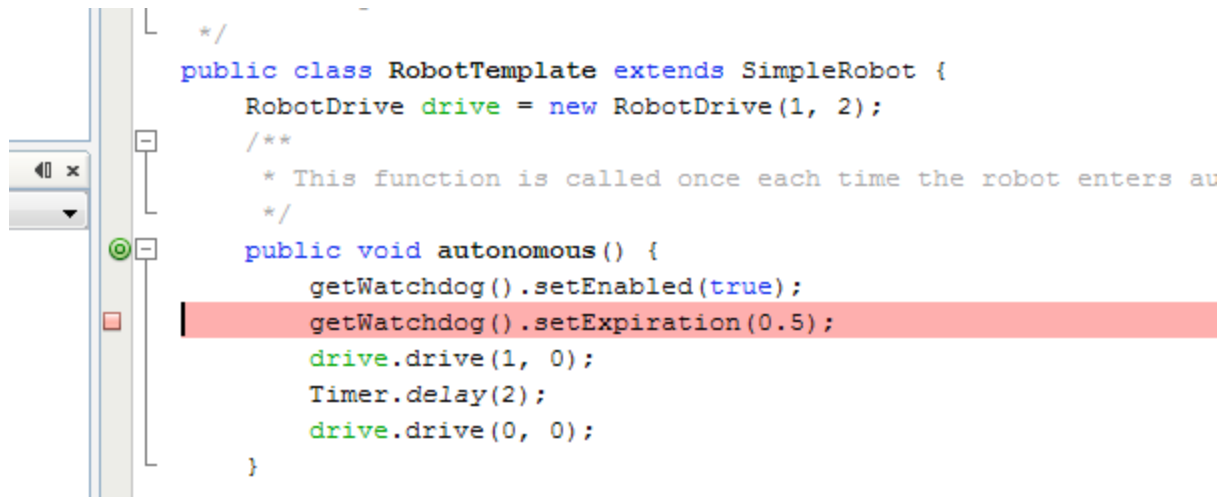 */
public class RobotTemplate extends SimpleRobot {
RobotDrive drive = new RobotDrive(1, 2);
/**
* This function is called once each time the robot enters au
*/
public void autonomous() {
getWatchdog().setEnabled(true);
getWatchdog().setExpiration(0.5);
drive.drive(1, 0);
Timer.delay(2);
drive.drive(0, 0);
}